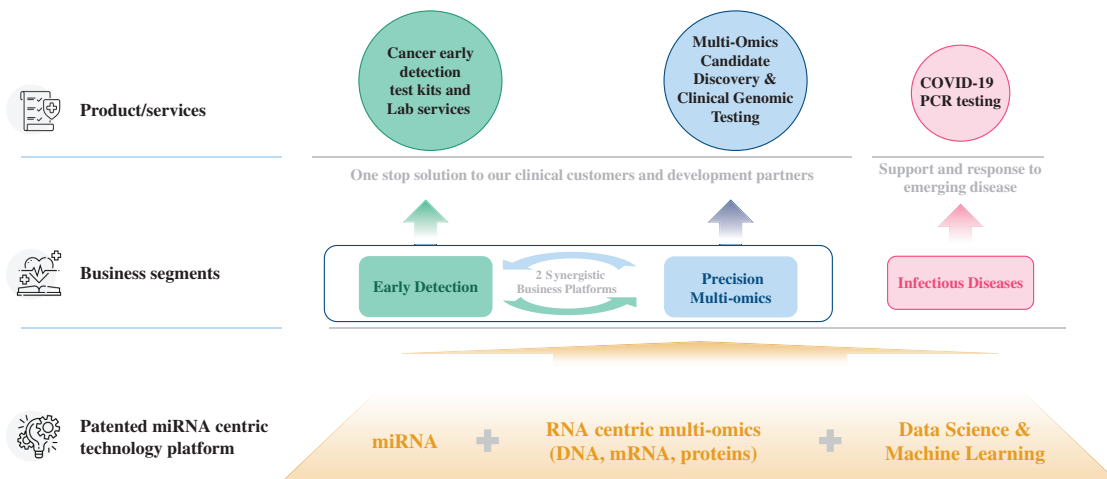 Product/services
Cancer early
detection
test kits and
Lab services
Multi-Omics
Candidate
Discovery &
Clinical Genomic
Testing
COVID-19
PCR testing
One stop solution to our clinical customers and development partners
Support and response to
emerging disease
Business segments
Early Detection
2 Synergistic
Business Platforms
Precision
Multi-omics
Infectious Diseases
Patented miRNA centric
technology platform
miRNA
RNA centric multi-omics
(DNA, mRNA, proteins)
Data Science &
Machine Learning